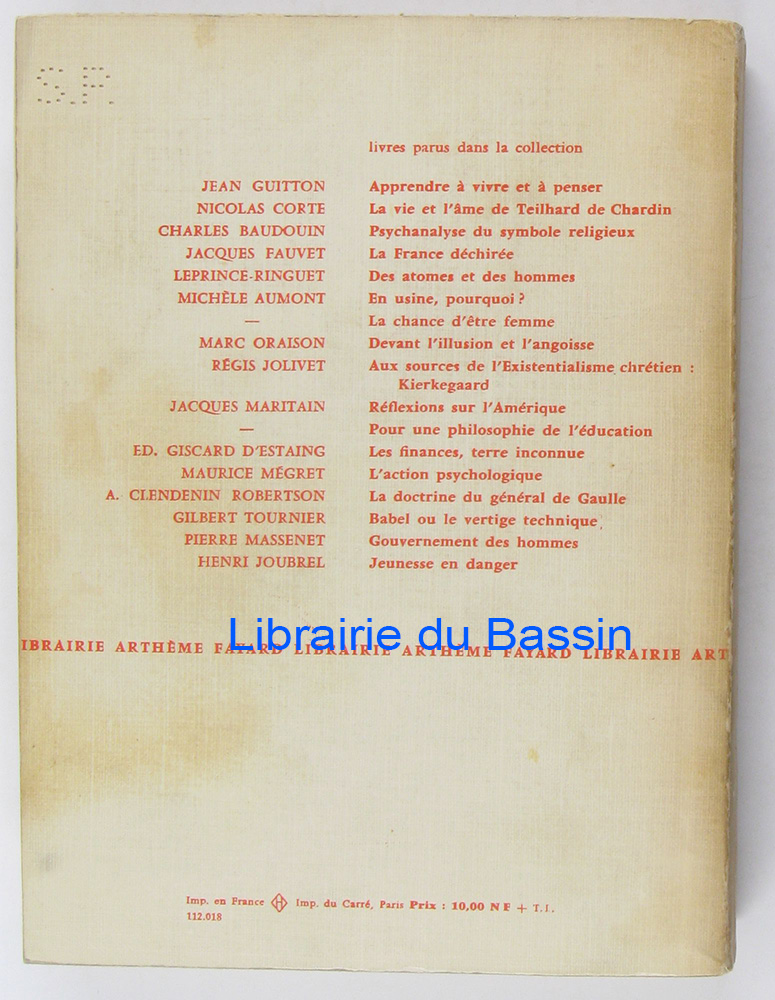 S.P.
livres parus dans la collection
JEAN GUITTON Apprendre à vivre et à penser
NICOLAS CORTE La vie et l'âme de Teilhard de Chardin
CHARLES BAUDOUIN Psychanalyse du symbole religieux
JACQUES FAUVET La France déchirée
LEPRINCE-RINGUET Des atomes et des hommes
MICHÈLE AUMONT En usine, pourquoi ?
— La chance d'être femme
MARC ORAISON Devant l'illusion et l'angoisse
RÉGIS JOLIVET Aux sources de l'Existentialisme chrétien :
Kierkegaard
JACQUES MARITAIN Réflexions sur l'Amérique
— Pour une philosophie de l'éducation
ED. GISCARD D'ESTAING Les finances, terre inconnue
MAURICE MÉGRET L'action psychologique
A. CLENDENIN ROBERTSON La doctrine du général de Gaulle
GILBERT TOURNIER Babel ou le vertige technique
PIERRE MASSENET Gouvernement des hommes
HENRI JOUBREL Jeunesse en danger
Librairie du Bassin
IBRAIRIE ARTHÈME FAYARD LIBRAIRIE ARTHÈME FAYARD LIBRAIRIE ART
Imp. en France H Imp. du Carré, Paris Prix : 10,00 NF + T.L.
112.018